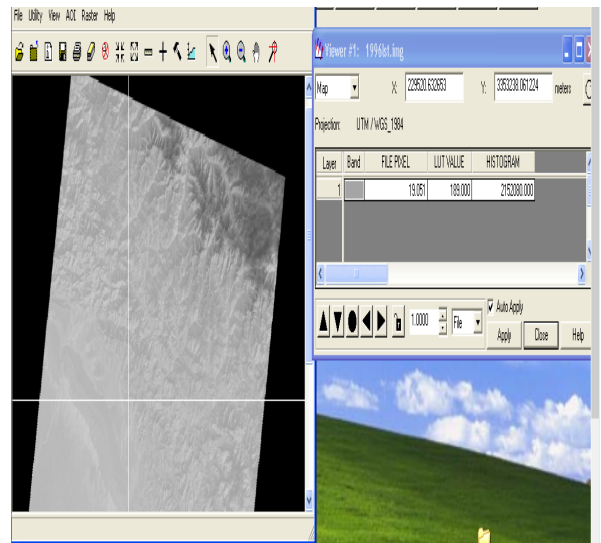 File Utility View AOI Raster Help
Viewer #1: 1996lst.img
Map X: 229520.632653 Y: 3353238.061224 meters
Projection: UTM / WGS_1984
Layer Band FILE PIXEL LUT VALUE HISTOGRAM
1 19.051 189.000 2152080.000
1.0000 File Auto Apply
Apply Close Help